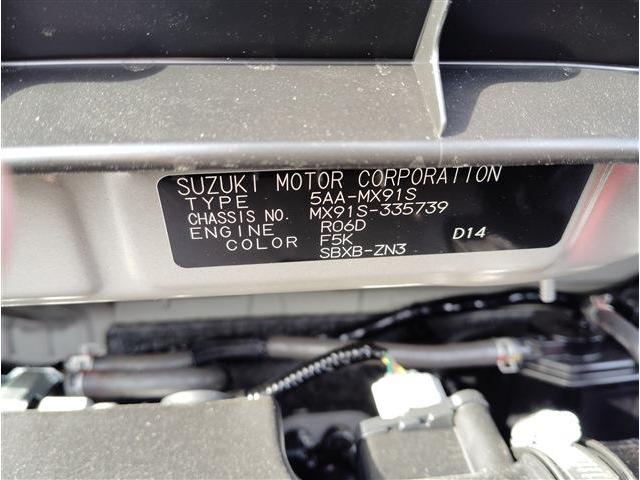 SUZUKI MOTOR CORPORATION
TYPE 5AA-MX91S
CHASSIS NO. MX91S-335739
ENGINE R06D
COLOR F5K D14
SBXB-ZN3